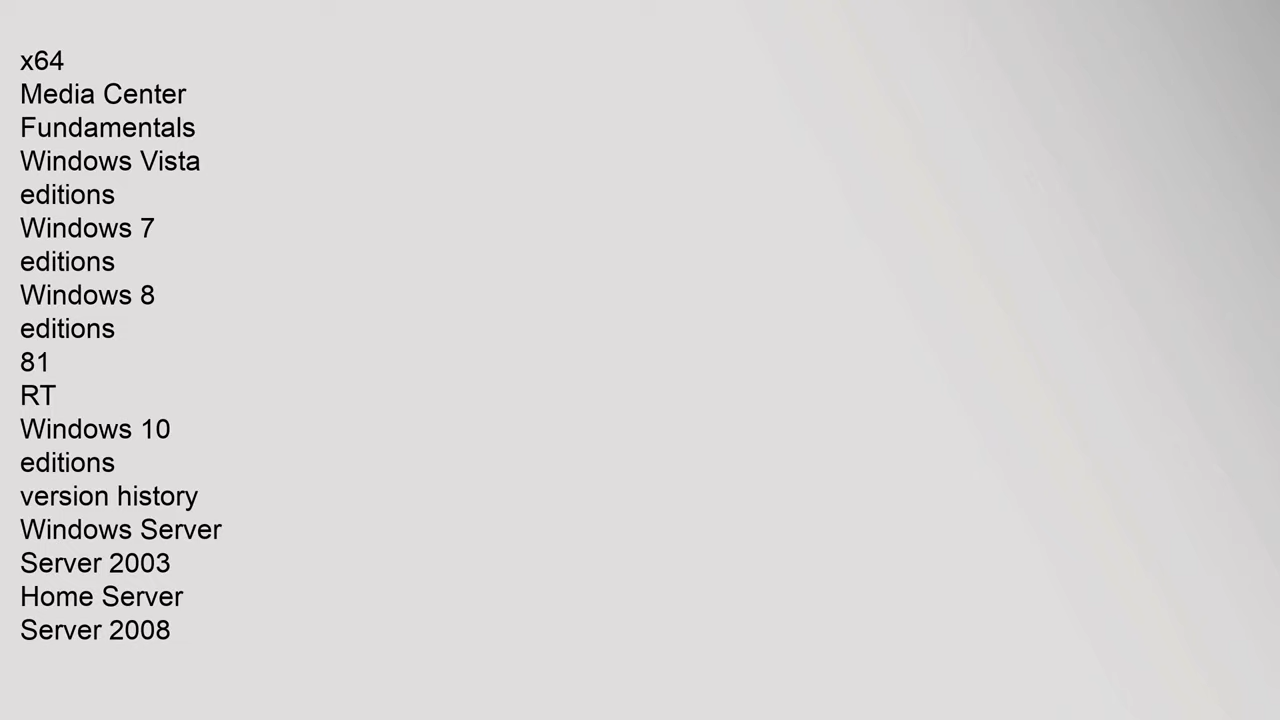 x64
Media Center
Fundamentals
Windows Vista
editions
Windows 7
editions
Windows 8
editions
81
RT
Windows 10
editions
version history
Windows Server
Server 2003
Home Server
Server 2008